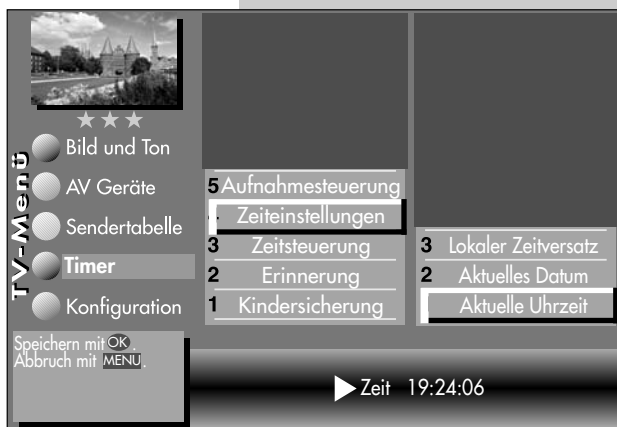 TV-Menü
Bild und Ton
AV Geräte
Sendertabelle
Timer
Konfiguration
5 Aufnahmesteuerung
Zeiteinstellungen
3 Zeitsteuerung
2 Erinnerung
1 Kindersicherung
3 Lokaler Zeitversatz
2 Aktuelles Datum
Aktuelle Uhrzeit
Speichern mit OK.
Abbruch mit MENU.
Zeit 19:24:06